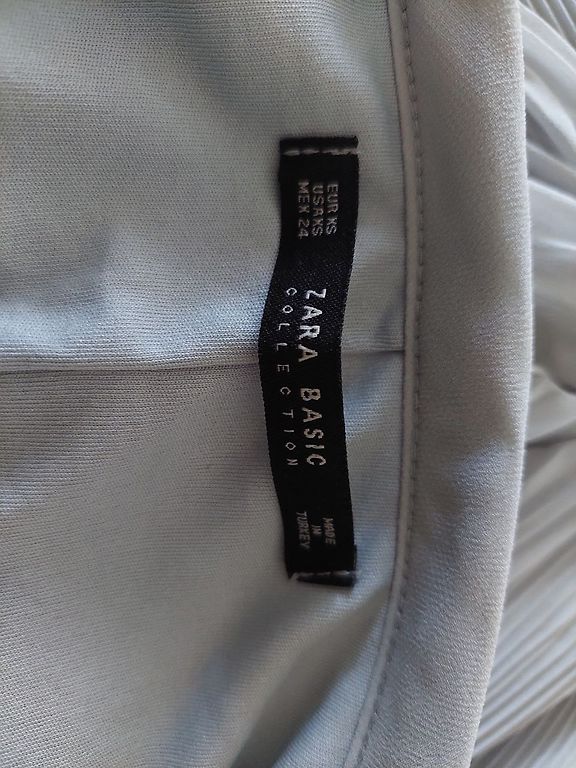 EUR XS
USA XS
MEX 24
ZARA BASIC
COLLECTION
MADE
IN
TURKEY